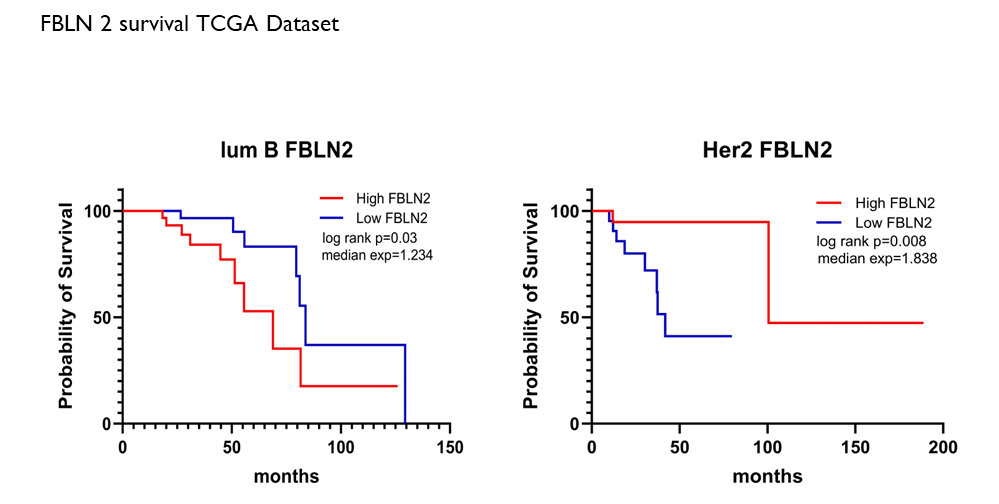 FBLN 2 survival TCGA Dataset
lum B FBLN2
High FBLN2
Low FBLN2
log rank p=0.03
median exp=1.234
Probability of Survival
100
50
0
0 50 100 150
months
Her2 FBLN2
High FBLN2
Low FBLN2
log rank p=0.008
median exp=1.838
Probability of Survival
100
50
0
0 50 100 150 200
months